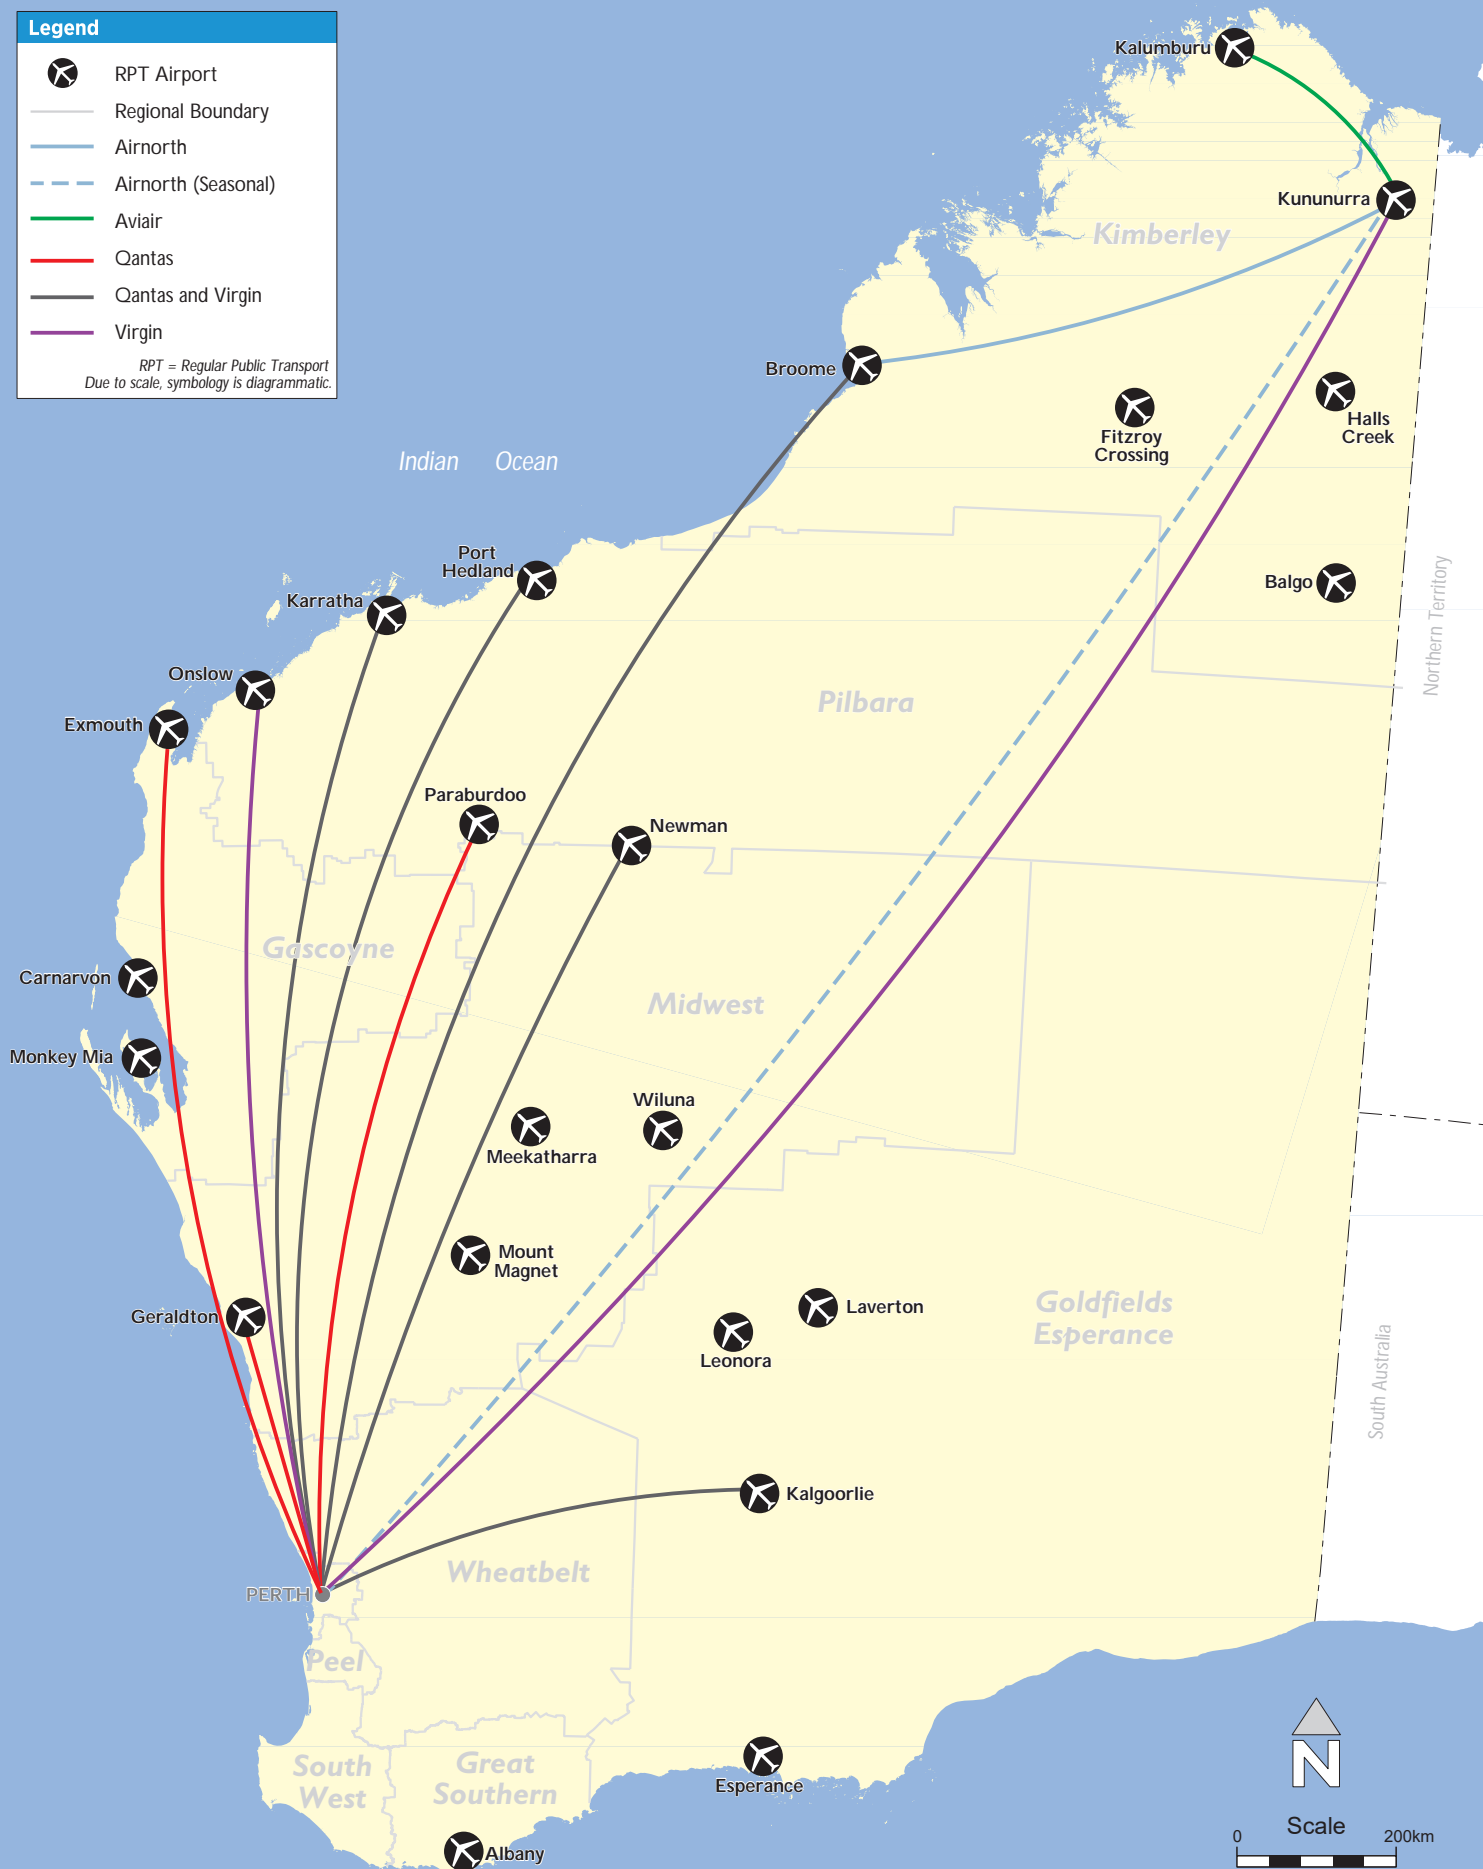 Legend
RPT Airport
Regional Boundary
Airnorth
Airnorth (Seasonal)
Aviair
Qantas
Qantas and Virgin
Virgin
RPT = Regional Public Transport
Due to scale, symbology is diagrammatic.
Kalumburu
Kununurra
Kimberley
Broome
Halls
Creek
Fitzroy
Crossing
Indian Ocean
Port
Hedland
Balgo
Karratha
Northern Territory
Onslow
Pilbara
Exmouth
Paraburdoo
Newman
Gascoyne
Carnarvon
Midwest
Monkey Mia
Wiluna
Meekatharra
Mount
Magnet
Geraldton
Laverton
Goldfields
Esperance
Leonora
South Australia
Kalgoorlie
Wheatbelt
PERTH
Peel
South
West
Great
Southern
Esperance
N
Scale
0 200km
Albany